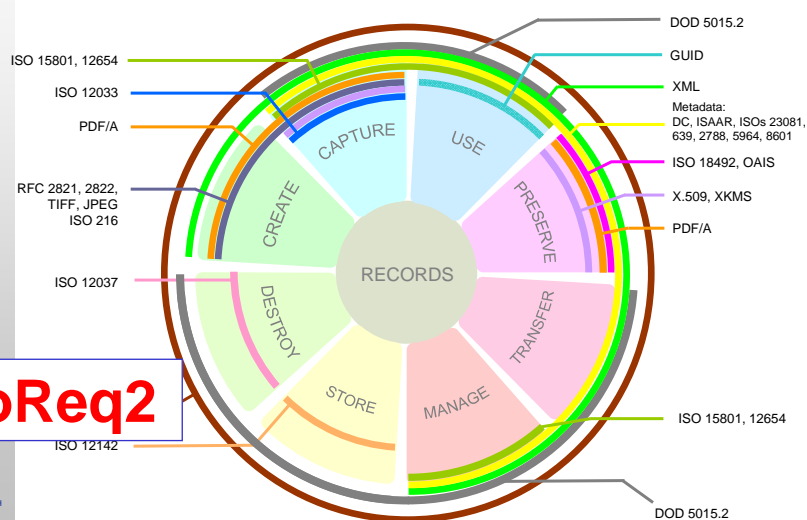 DOD 5015.2
GUID
XML
Metadata:
DC, ISAAR, ISOs 23081,
639, 2788, 5964, 8601
ISO 18492, OAIS
X.509, XKMS
PDF/A
ISO 15801, 12654
DOD 5015.2
ISO 15801, 12654
ISO 12033
PDF/A
RFC 2821, 2822,
TIFF, JPEG
ISO 216
ISO 12037
oReq2
ISO 12142
CAPTURE
USE
PRESERVE
TRANSFER
MANAGE
STORE
DESTROY
CREATE
RECORDS